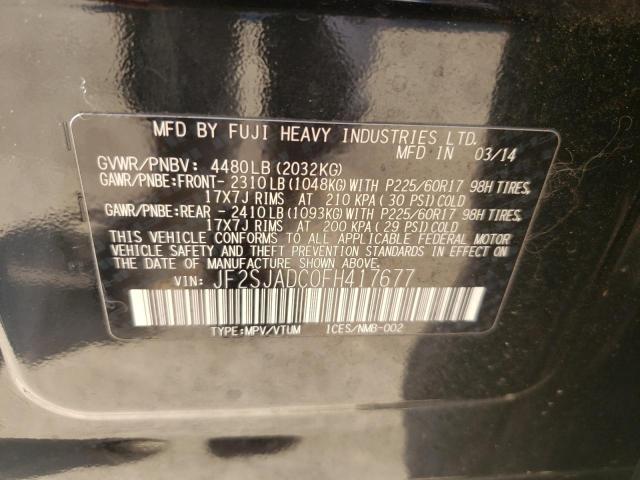 MFD BY FUJI HEAVY INDUSTRIES LTD.
MFD IN 03/14
GVWR/PNBV: 4480LB(2032KG)
GAWR/PNBE:FRONT- 2310LB(1048KG)WITH P225/60R17 98H TIRES,
17X7J RIMS AT 210 KPA(30 PSI)COLD
GAWR/PNBE:REAR - 2410LB(1093KG)WITH P225/60R17 98H TIRES,
17X7J RIMS AT 200 KPA(29 PSI)COLD
THIS VEHICLE CONFORMS TO ALL APPLICABLE FEDERAL MOTOR
VEHICLE SAFETY AND THEFT PREVENTION STANDARDS IN EFFECT ON
THE DATE OF MANUFACTURE SHOWN ABOVE.
VIN: JF2SJADC0FH417677
TYPE:MPV/VTUM 1CES/NMB-002